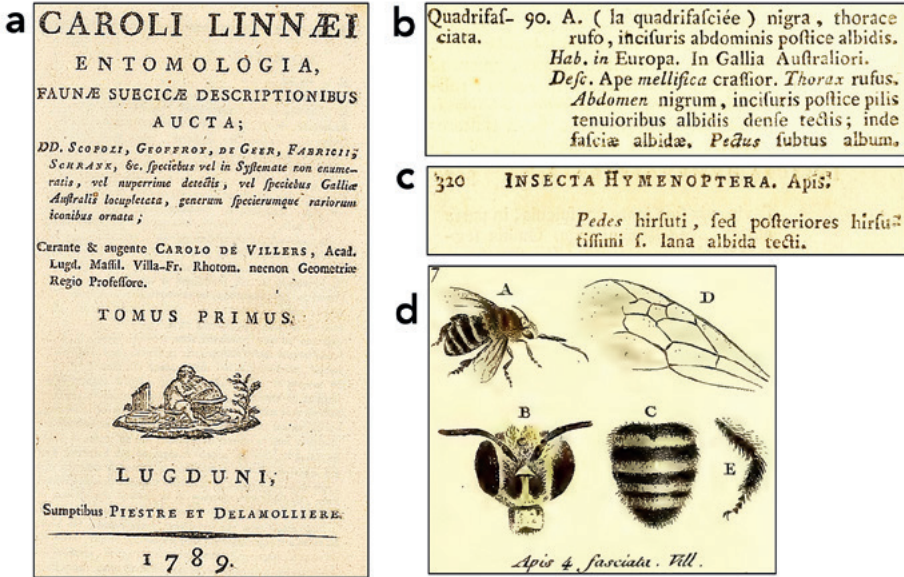 a
CAROLI LINNÆI
ENTOMOLOGIA,
FAUNÆ SUECICÆ DESCRIPTIONIBUS
AUCTA;
DD. SCOPOLI, GEOFFROY, DE GEER, FABRICII,
SCHRANK, &c. ſpeciebus vel in Syſtemate non enume-
ratis, vel nuperrime detectis, vel ſpeciebus Galliæ
Auſtralis locupletata, generum ſpecierumque rariorum
iconibus ornata;
Curante & augente CAROLO DE VILLERS, Acad.
Lugd. Maſſil. Villa-Fr. Rhotom. necnon Geometriæ
Regio Profeſſore.
TOMUS PRIMUS.
LUGDUNI,
Sumptibus PIESTRE ET DELAMOLLIERE.
1789.
b
Quadrifaſ- 90. A. ( la quadrifaſciée ) nigra, thorace
ciata. rufo, inciſuris abdominis poſtice albidis.
Hab. in Europa. In Gallia Auſtraliori.
Deſc. Ape mellifica craſſior. Thorax rufus.
Abdomen nigrum, inciſuris poſtice pilis
tenuioribus albidis denſe tectis; inde
faſciæ albidæ. Pectus ſubtus album.
c
320 INSECTA HYMENOPTERA. Apis.
Pedes hirſuti, ſed poſteriores hirſu-
tiſſimi ſ. lana albida tecti.
d
7
A D
B C
E
Apis 4 fasciata. Vill.